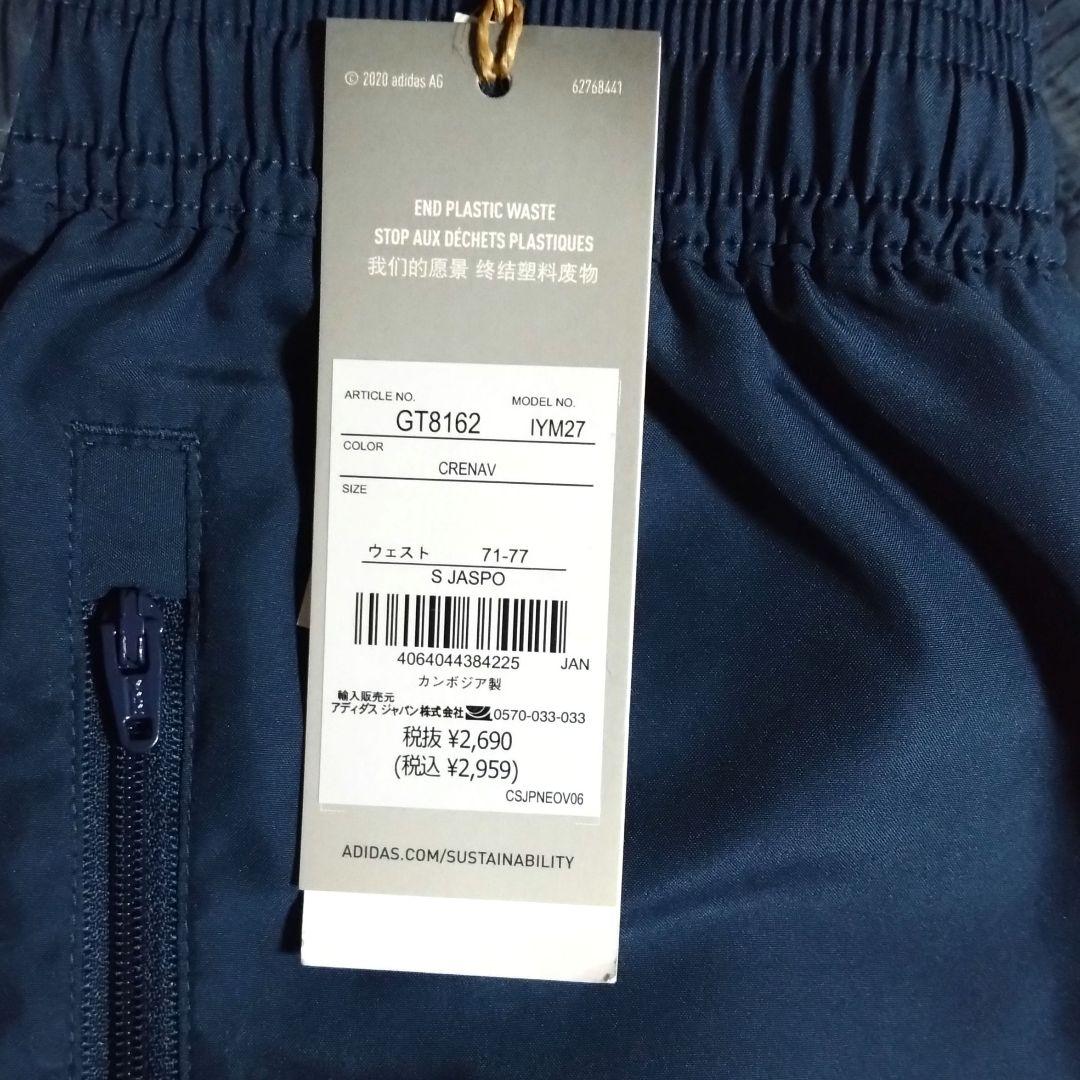 © 2020 adidas AG 62768441
END PLASTIC WASTE
STOP AUX DÉCHETS PLASTIQUES
我们的愿景 终结塑料废物
ARTICLE NO. MODEL NO.
GT8162 IYM27
COLOR
CRENAV
SIZE
ウェスト 71-77
S JASPO
4064044384225 JAN
カンボジア製
輸入販売元
アディダス ジャパン株式会社 0570-033-033
税抜 ¥2,690
(税込 ¥2,959)
CSJPNEOV06
ADIDAS.COM/SUSTAINABILITY